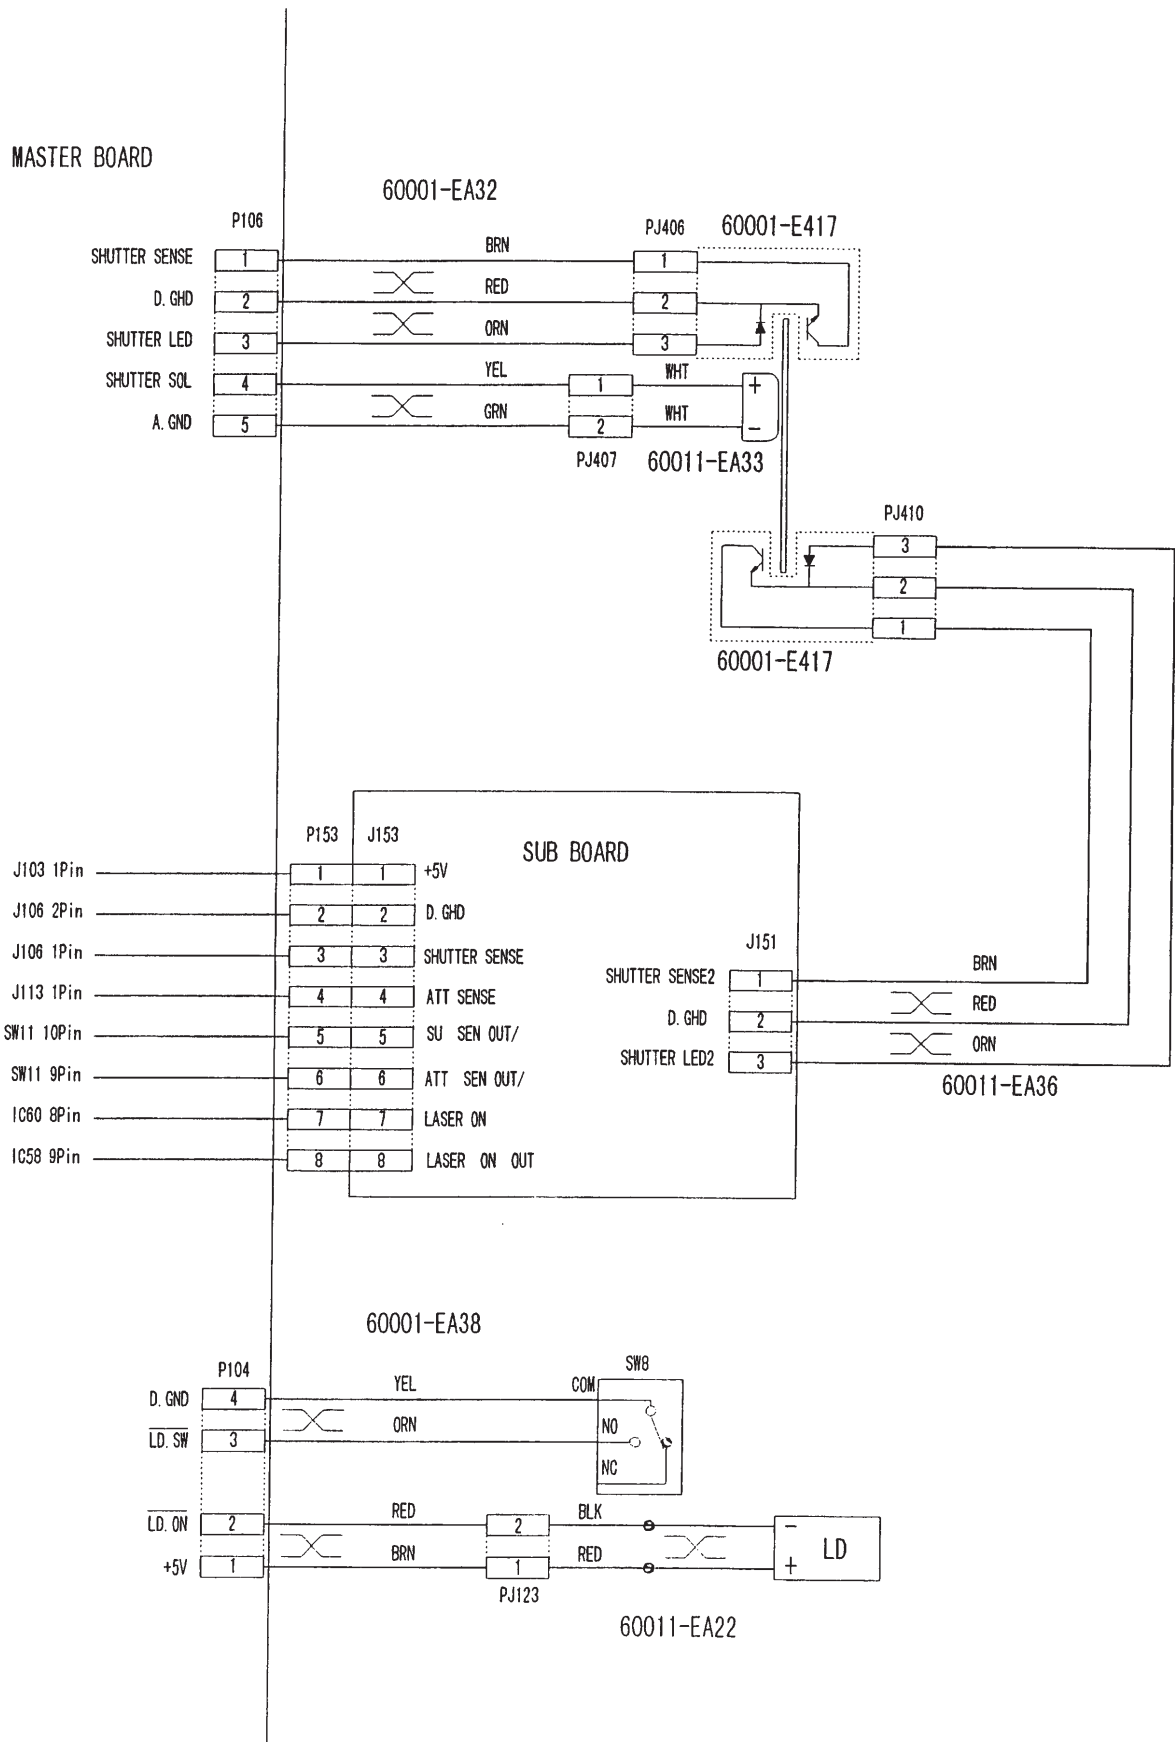 MASTER BOARD
60001-EA32
P106
PJ406
60001-E417
SHUTTER SENSE 1 BRN 1
D. GHD 2 RED 2
SHUTTER LED 3 ORN 3
SHUTTER SOL 4 YEL 1 WHT +
A. GND 5 GRN 2 WHT -
PJ407
60011-EA33
PJ410
3
2
1
60001-E417
P153 J153
SUB BOARD
J103 1Pin 1 1 +5V
J106 2Pin 2 2 D. GHD
J106 1Pin 3 3 SHUTTER SENSE
J113 1Pin 4 4 ATT SENSE
SW11 10Pin 5 5 SU SEN OUT/
SW11 9Pin 6 6 ATT SEN OUT/
IC60 8Pin 7 7 LASER ON
IC58 9Pin 8 8 LASER ON OUT
J151
SHUTTER SENSE2 1 BRN
D. GHD 2 RED
SHUTTER LED2 3 ORN
60011-EA36
60001-EA38
P104
SW8
D. GND 4 YEL COM
LD. SW 3 ORN NO
NC
LD. ON 2 RED 2 BLK -
+5V 1 BRN 1 RED +
LD
PJ123
60011-EA22